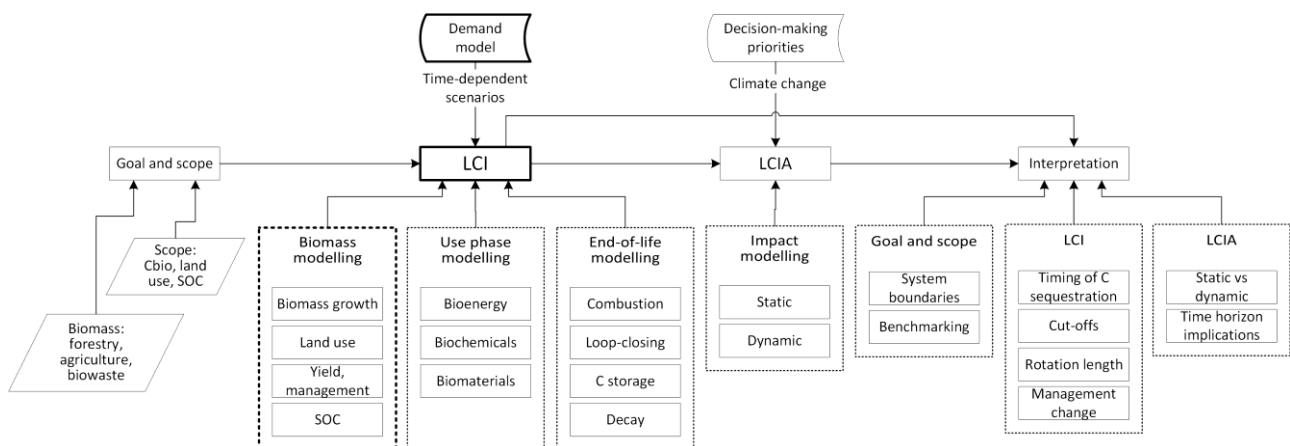 Demand
model
Decision-making
priorities
Time-dependent
scenarios
Climate change
Goal and scope
LCI
LCIA
Interpretation
Scope:
Cbio, land
use, SOC
Biomass:
forestry,
agriculture,
biowaste
Biomass
modelling
Biomass growth
Land use
Yield,
management
SOC
Use phase
modelling
Bioenergy
Biochemicals
Biomaterials
End-of-life
modelling
Combustion
Loop-closing
C storage
Decay
Impact
modelling
Static
Dynamic
Goal and scope
System
boundaries
Benchmarking
LCI
Timing of C
sequestration
Cut-offs
Rotation length
Management
change
LCIA
Static vs
dynamic
Time horizon
implications